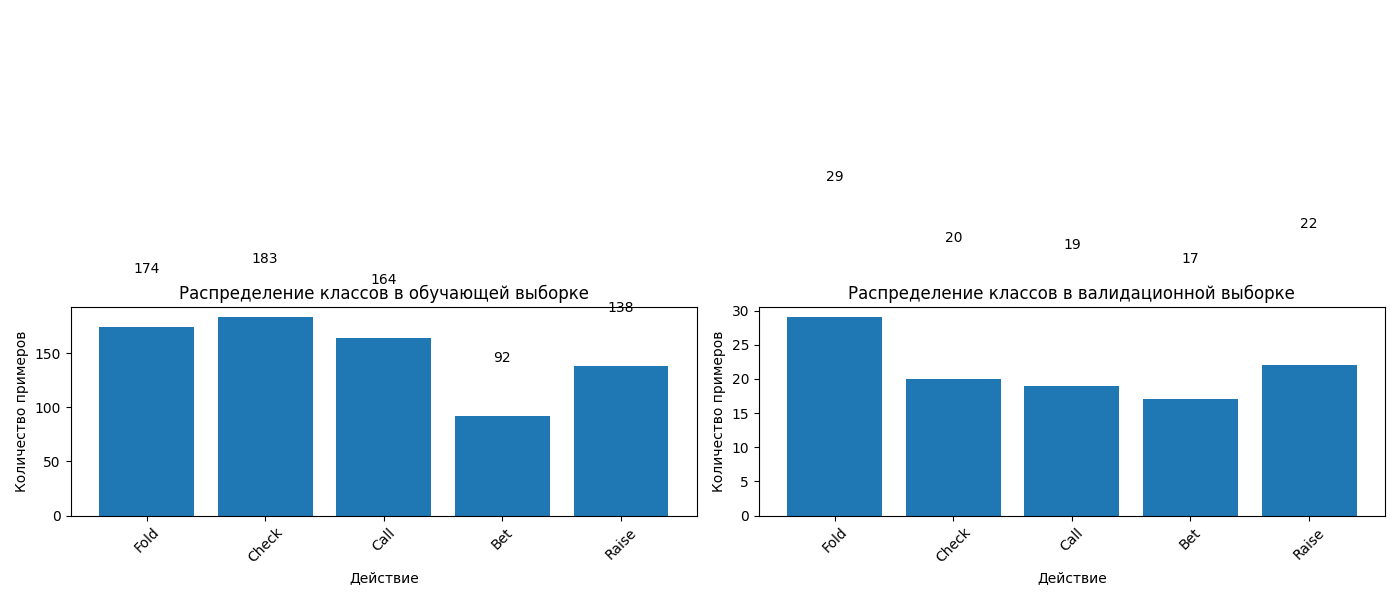 174
183
164
92
138
Распределение классов в обучающей выборке
Количество примеров
150
100
50
0
Fold
Check
Call
Bet
Raise
Действие
29
20
19
17
22
Распределение классов в валидационной выборке
Количество примеров
30
25
20
15
10
5
0
Fold
Check
Call
Bet
Raise
Действие